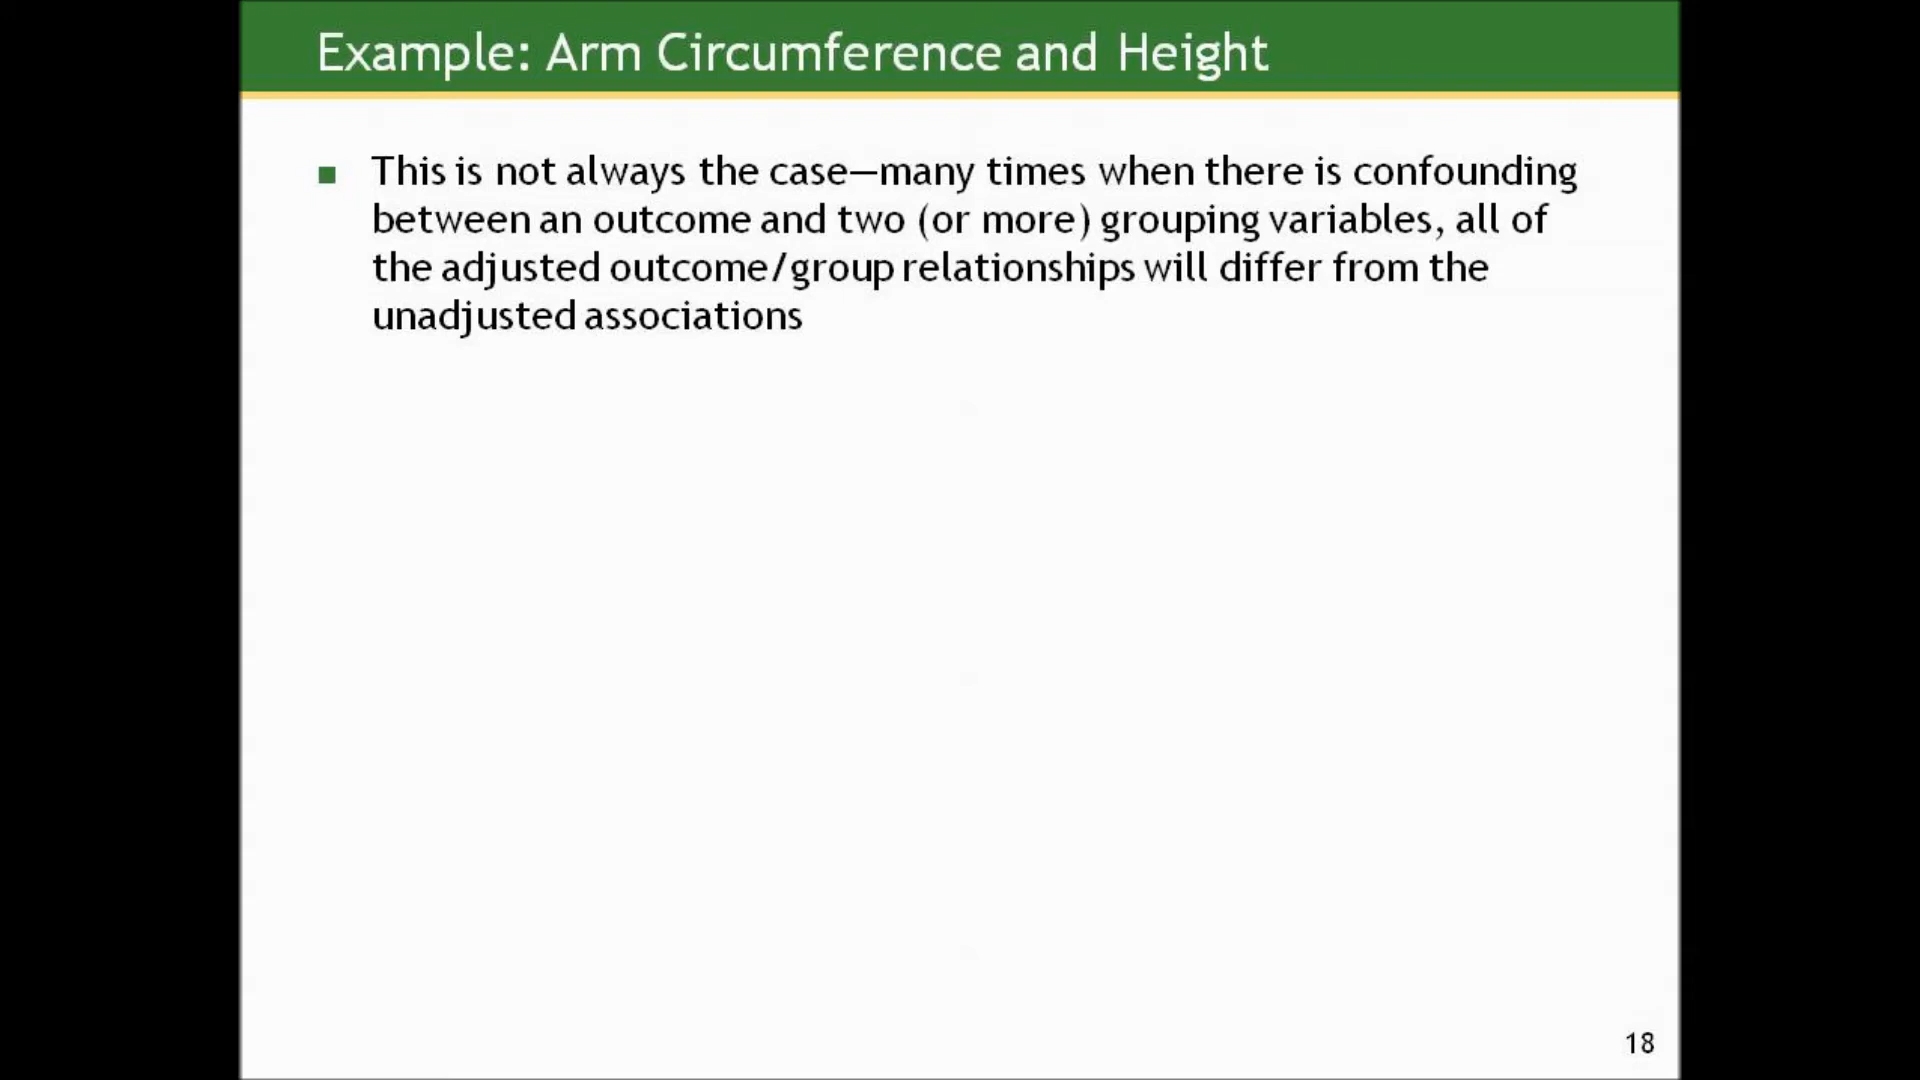 Example: Arm Circumference and Height
This is not always the case—many times when there is confounding
between an outcome and two (or more) grouping variables, all of
the adjusted outcome/group relationships will differ from the
unadjusted associations
18